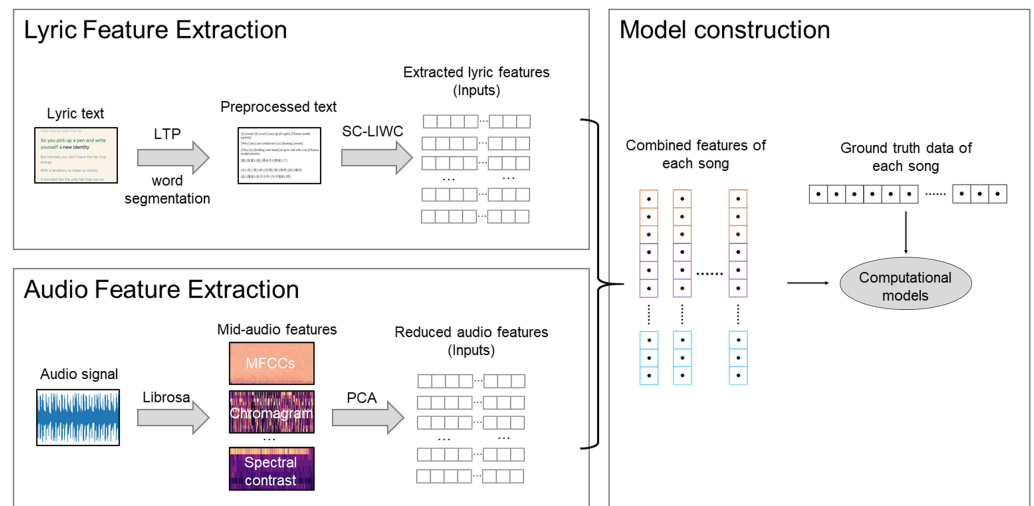 Lyric Feature Extraction
Lyric text
So you pick up a pen and write
yourself a new identity
LTP
word
segmentation
Preprocessed text
SC-LIWC
Extracted lyric features
(Inputs)
...
...
... ...
...
...
Audio Feature Extraction
Audio signal
Librosa
Mid-audio features
MFCCs
Chromagram
...
Spectral
contrast
PCA
Reduced audio features
(Inputs)
...
...
...
... ...
...
...
Model construction
Combined features of
each song
......
Ground truth data of
each song
......
Computational
models